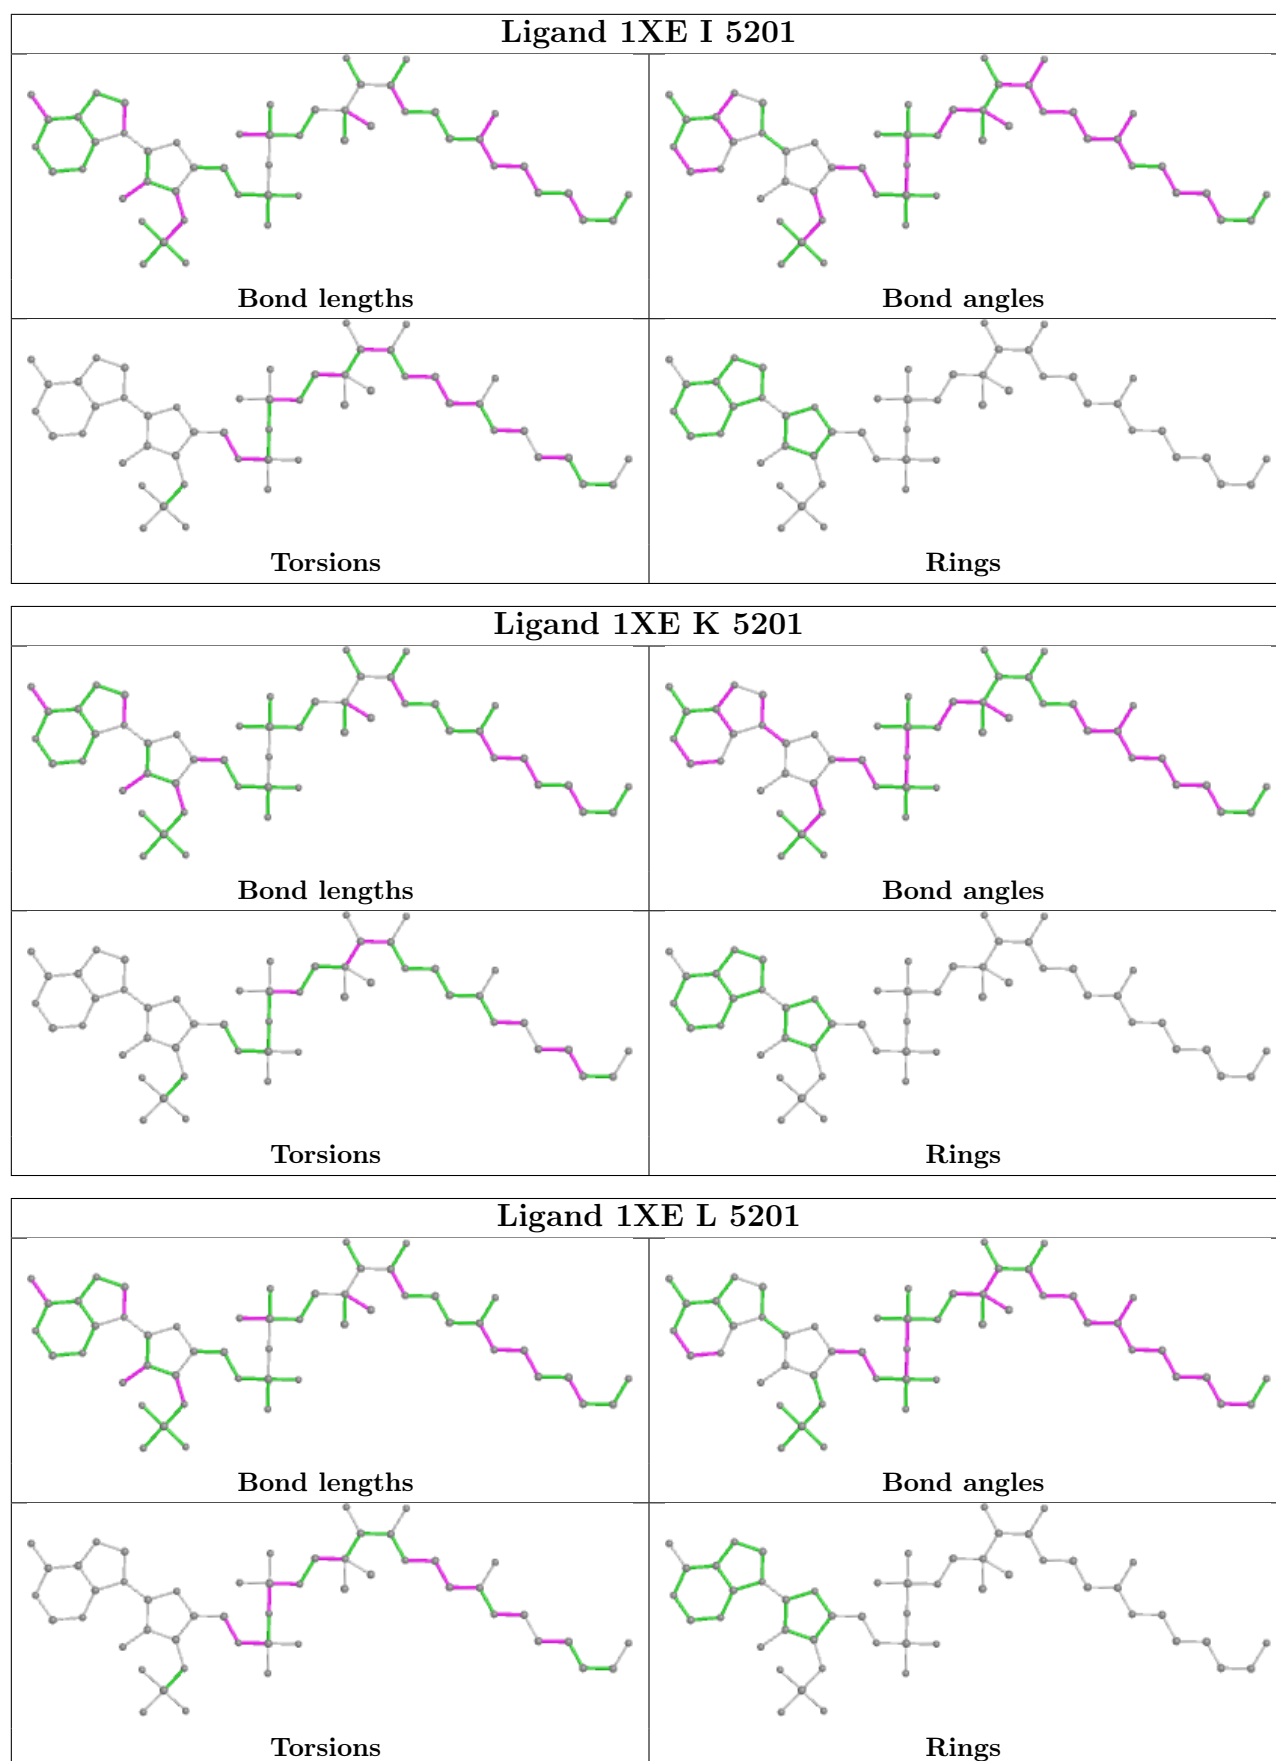 Ligand 1XE I 5201
Bond lengths
Bond angles
Torsions
Rings
Ligand 1XE K 5201
Bond lengths
Bond angles
Torsions
Rings
Ligand 1XE L 5201
Bond lengths
Bond angles
Torsions
Rings